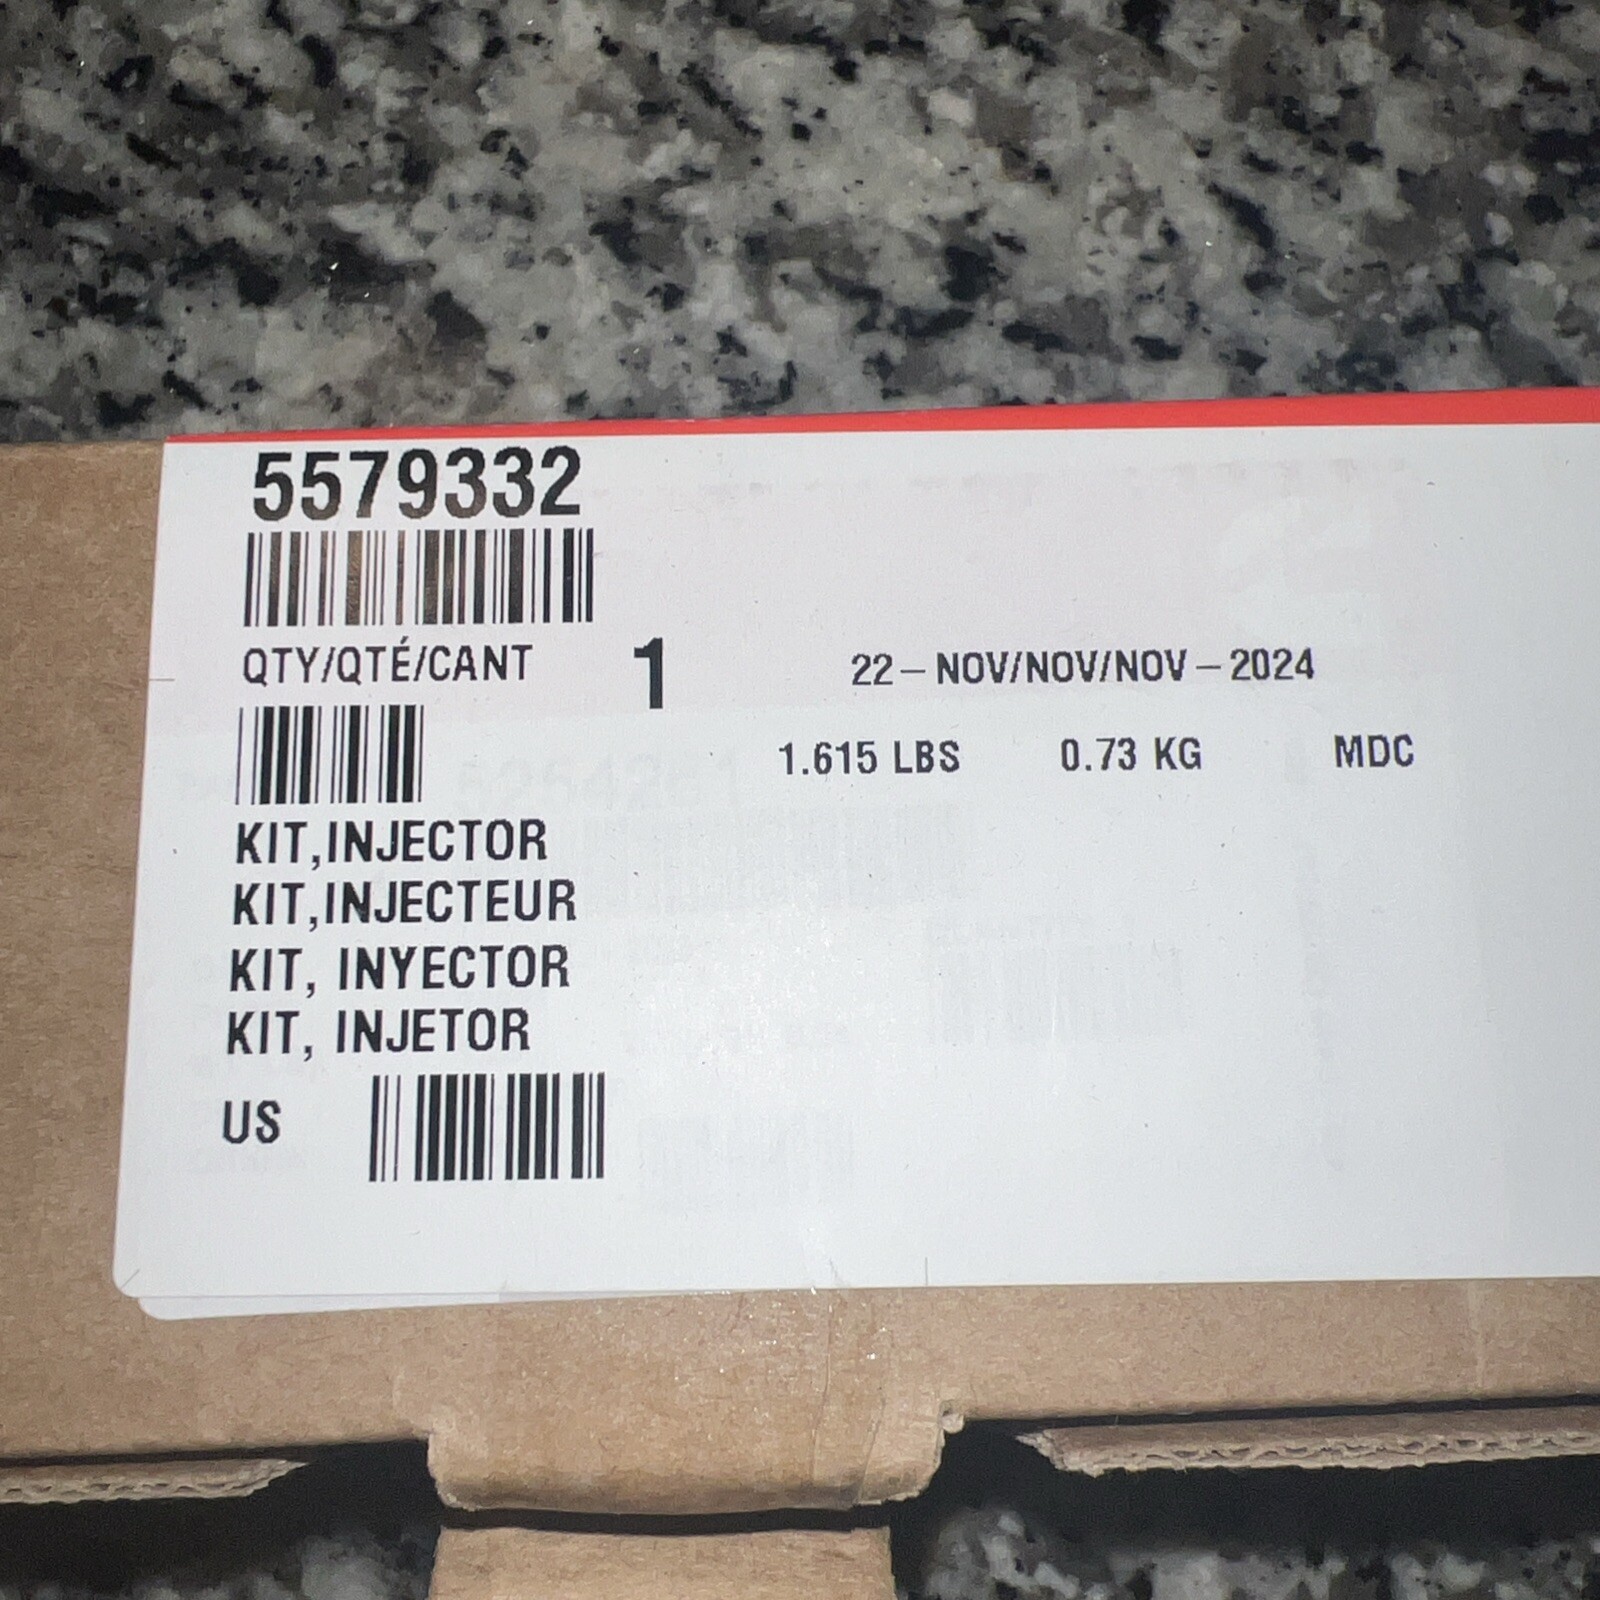 5579332
QTY/QTÉ/CANT 1 22-NOV/NOV/NOV-2024
1.615 LBS 0.73 KG MDC
KIT,INJECTOR
KIT,INJECTEUR
KIT, INYECTOR
KIT, INJETOR
US